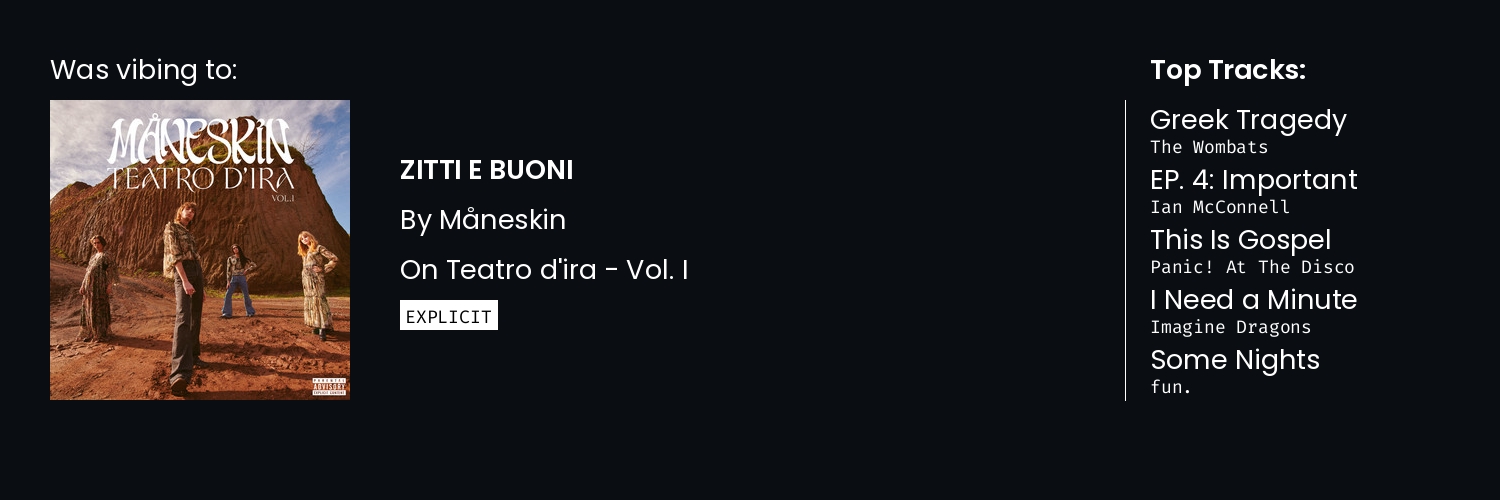 Was vibing to:
MÅNESKIN
TEATRO D'IRA
VOL.I
PARENTAL
ADVISORY
EXPLICIT CONTENT
ZITTI E BUONI
By Måneskin
On Teatro d'ira - Vol. I
EXPLICIT
Top Tracks:
Greek Tragedy
The Wombats
EP. 4: Important
Ian McConnell
This Is Gospel
Panic! At The Disco
I Need a Minute
Imagine Dragons
Some Nights
fun.